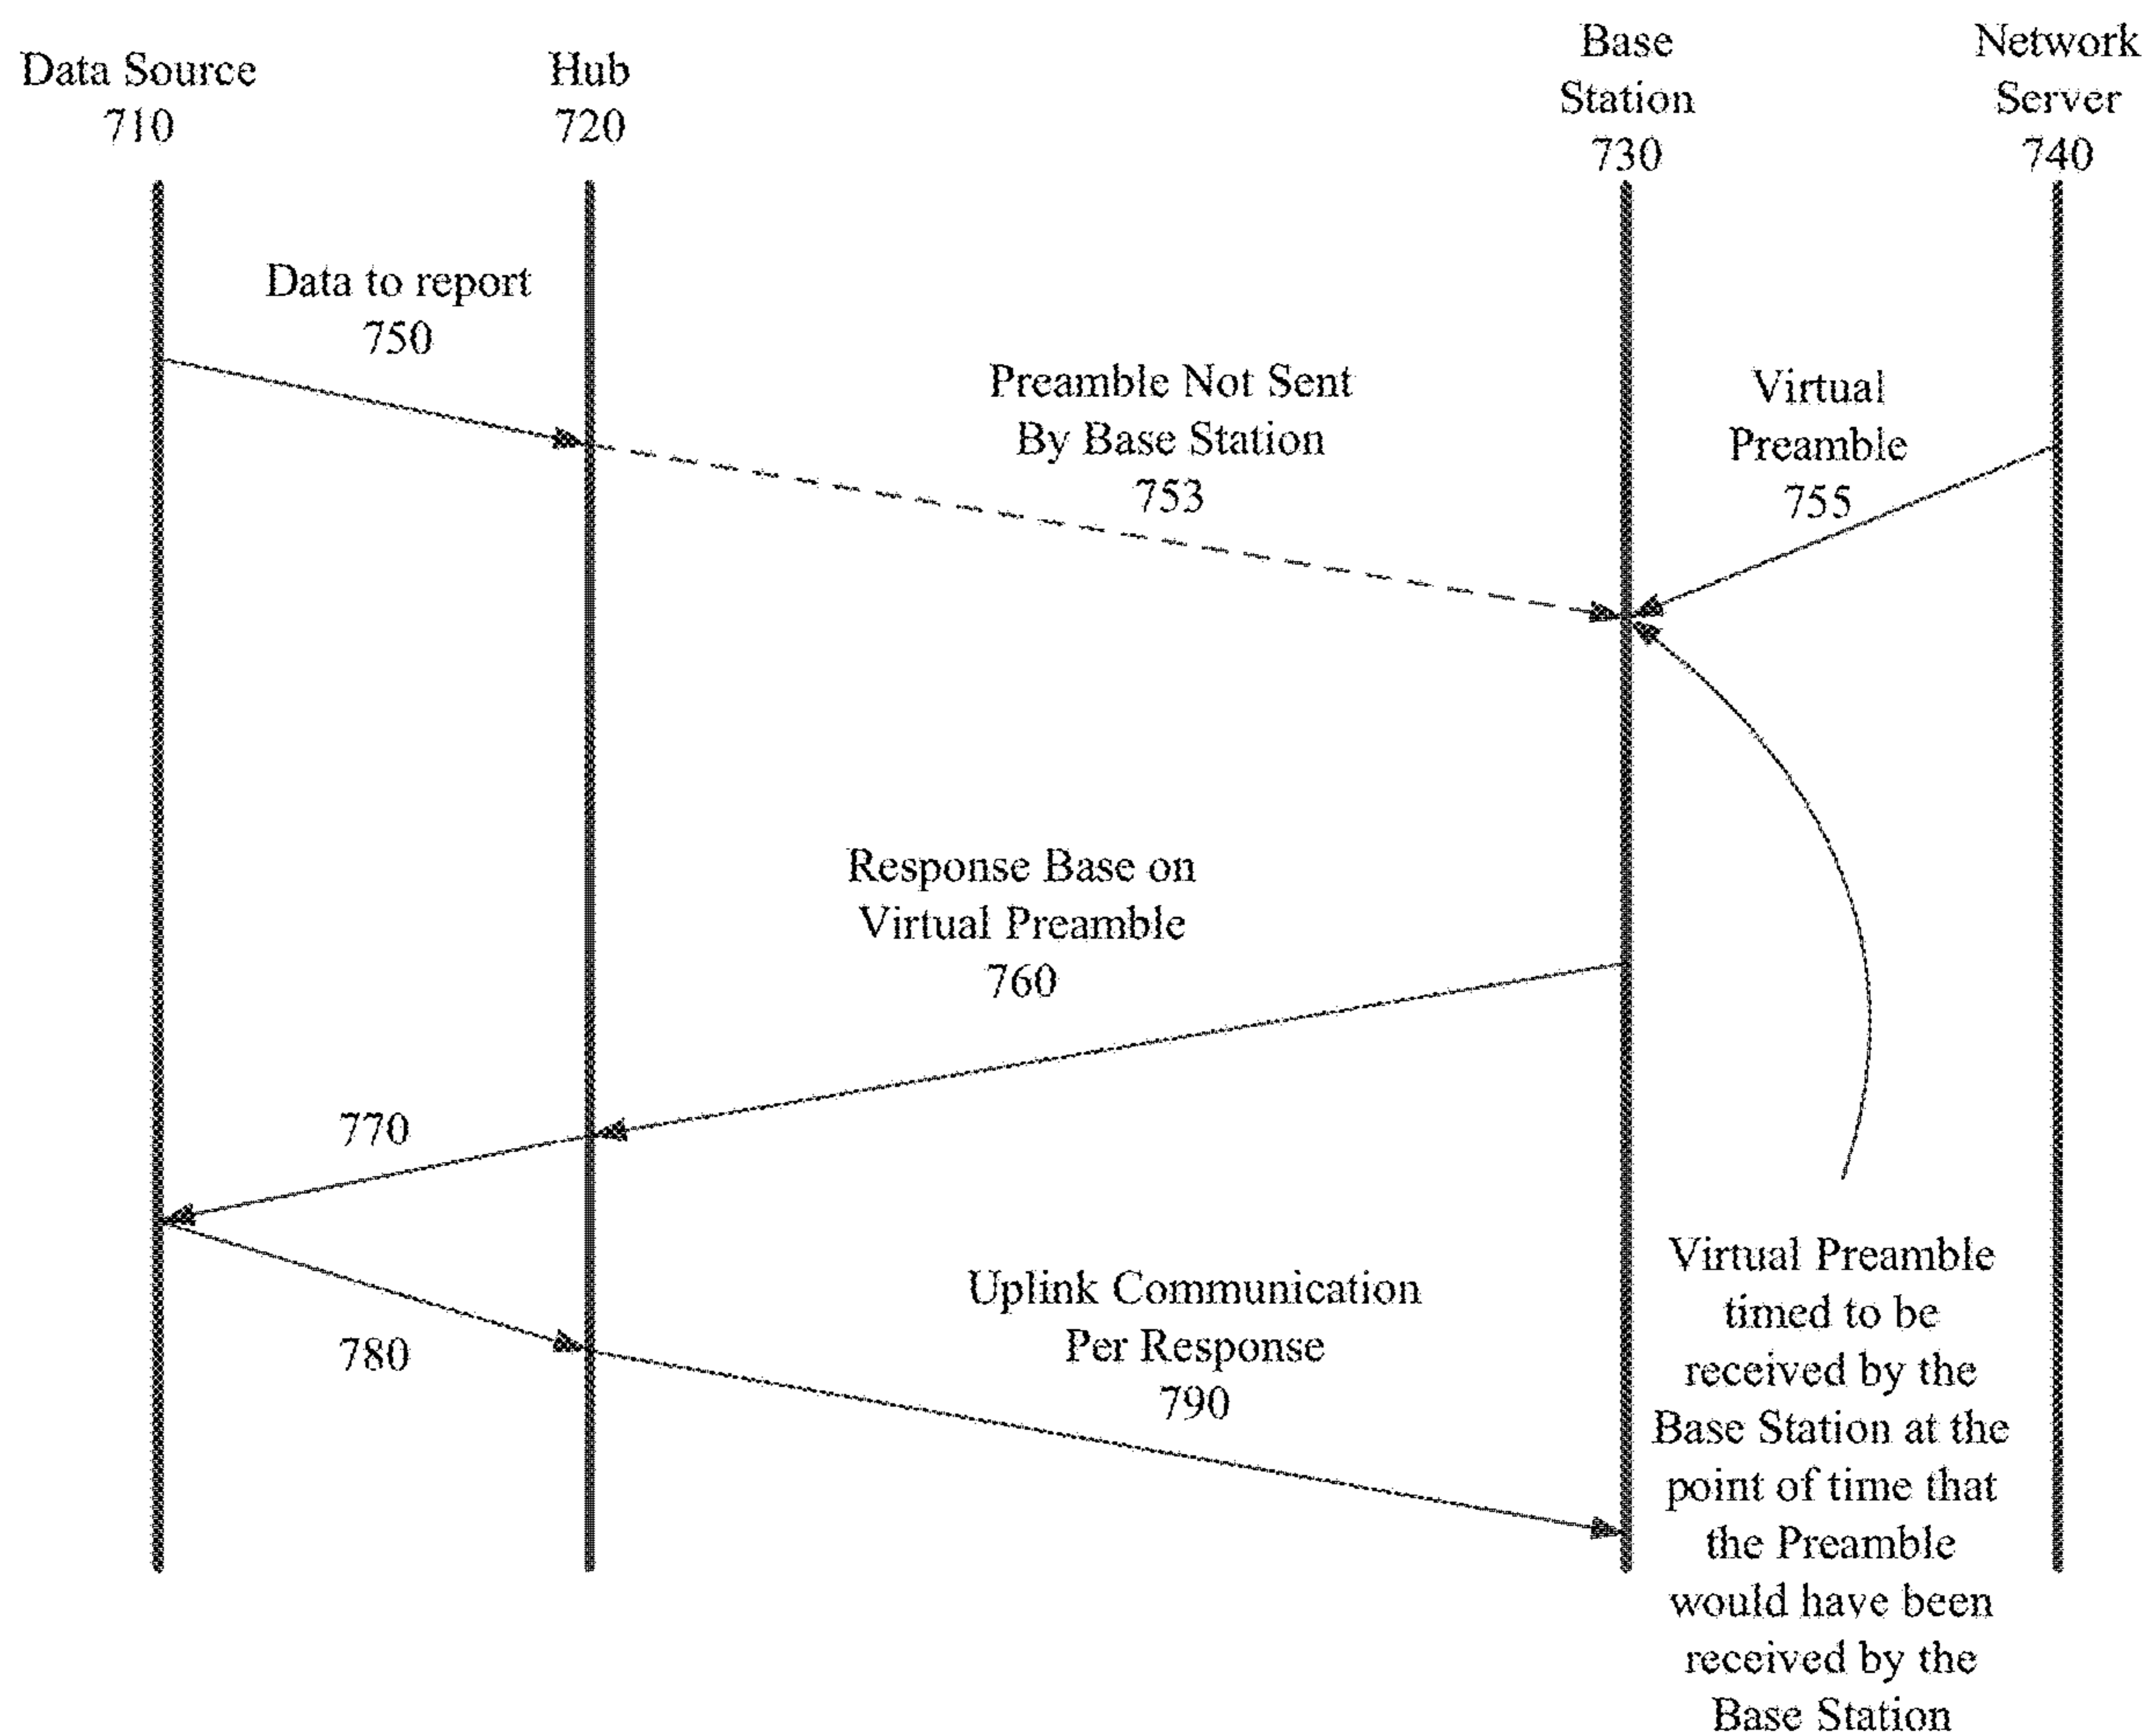 Data Source
710
Hub
720
Base
Station
730
Network
Server
740
Data to report
750
Preamble Not Sent
By Base Station
753
Virtual
Preamble
755
Response Base on
Virtual Preamble
760
770
780
Uplink Communication
Per Response
790
Virtual Preamble
timed to be
received by the
Base Station at the
point of time that
the Preamble
would have been
received by the
Base Station